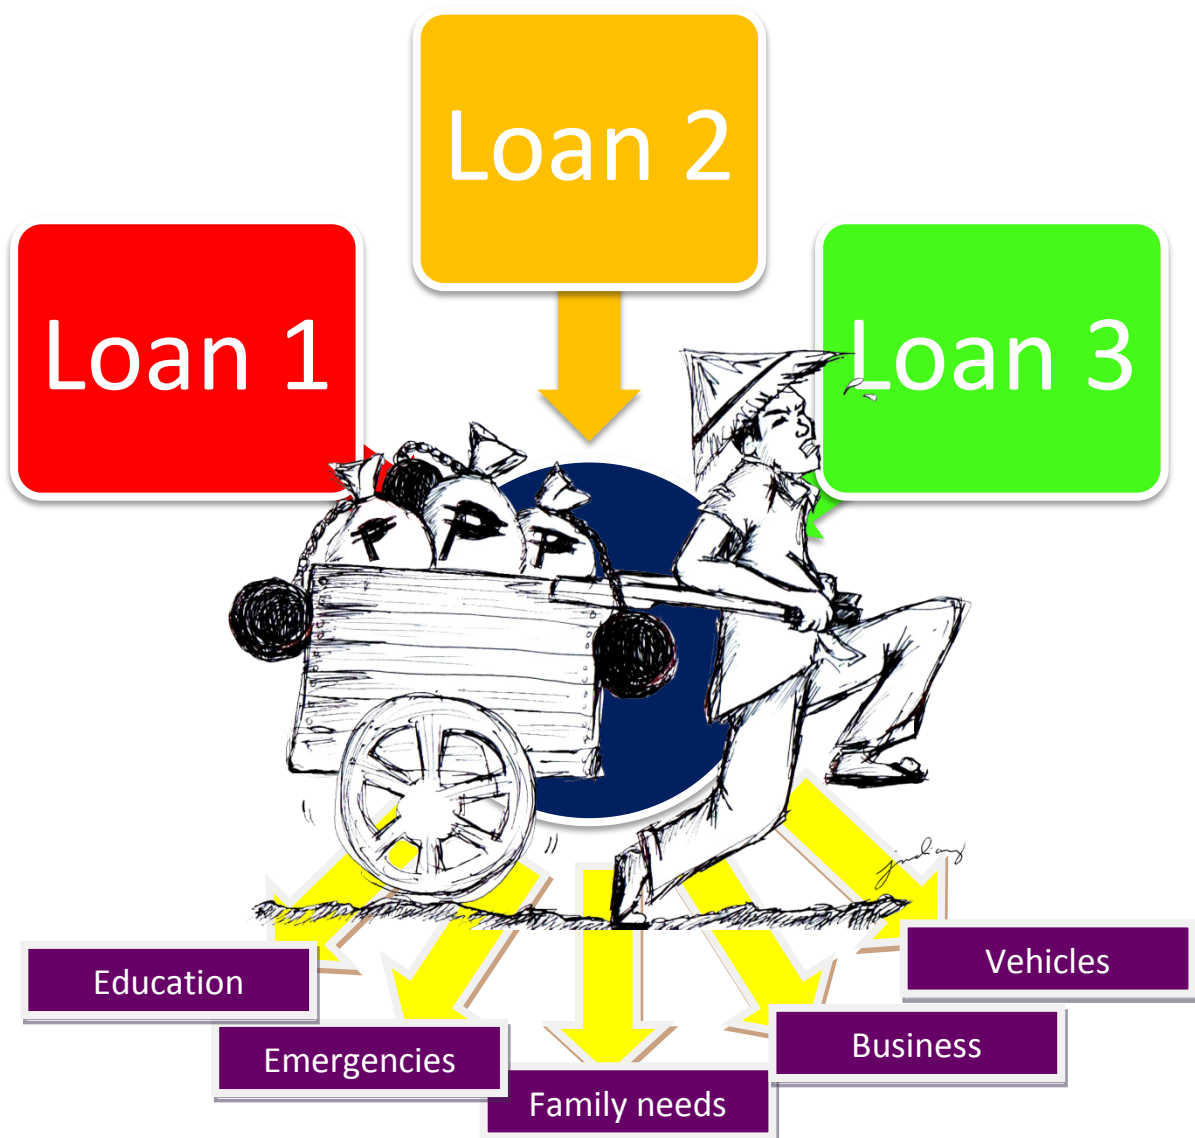 Loan 2
Loan 1
Loan 3
P
P
P
Education
Emergencies
Family needs
Business
Vehicles